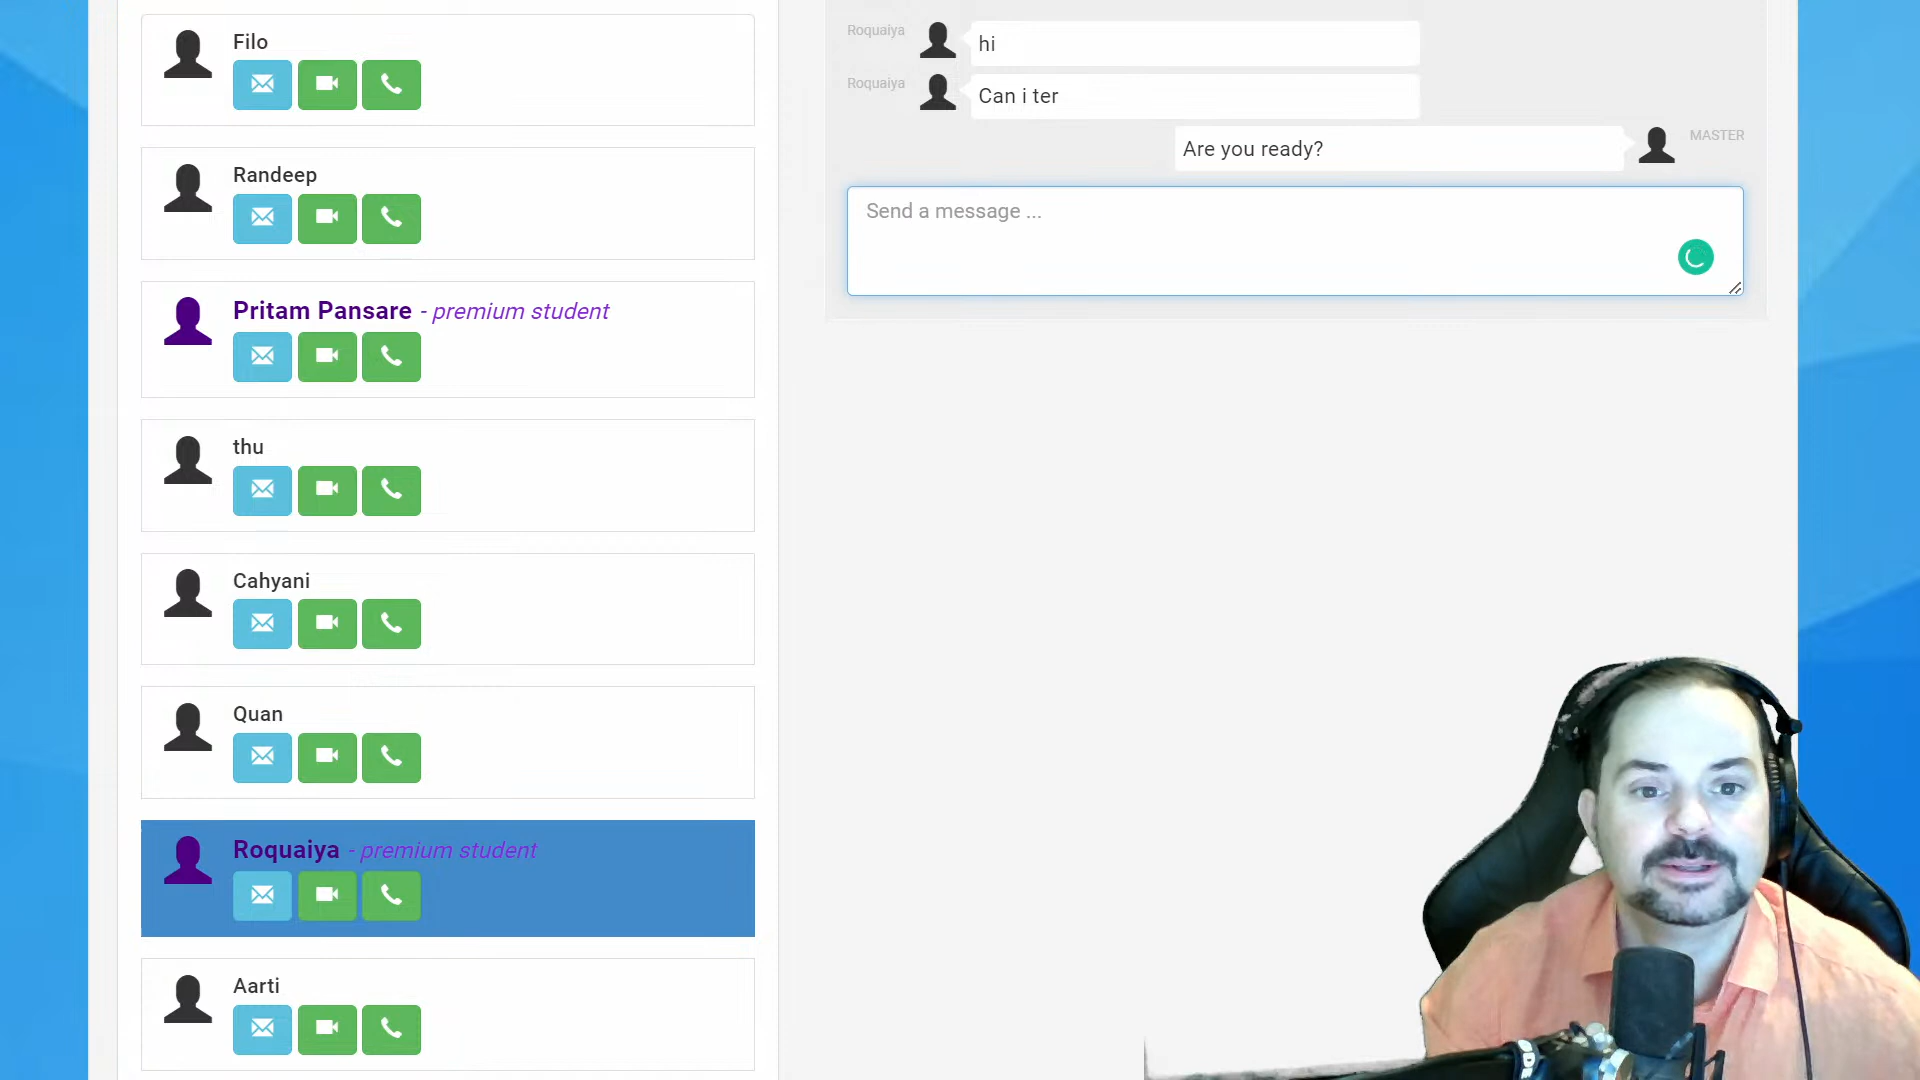 Filo
Randeep
Pritam Pansare - premium student
thu
Cahyani
Quan
Roquaiya - premium student
Aarti
Roquaiya
hi
Roquaiya
Can i ter
Are you ready?
MASTER
Send a message ...